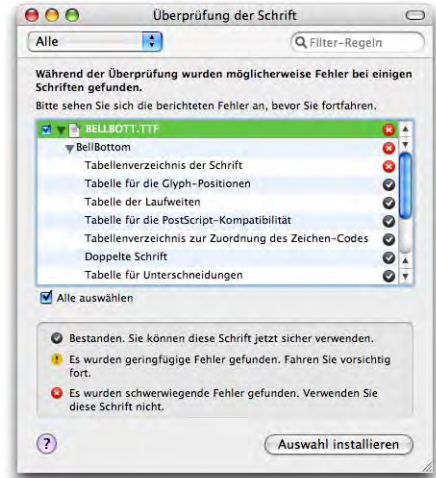 Überprüfung der Schrift
Alle
Filter-Regeln
Während der Überprüfung wurden möglicherweise Fehler bei einigen
Schriften gefunden.
Bitte sehen Sie sich die berichteten Fehler an, bevor Sie fortfahren.
BELLBOTT.TTF
BellBottom
Tabellenverzeichnis der Schrift
Tabelle für die Glyph-Positionen
Tabelle der Laufweiten
Tabelle für die PostScript-Kompatibilität
Tabellenverzeichnis zur Zuordnung des Zeichen-Codes
Doppelte Schrift
Tabelle für Unterschneidungen
Alle auswählen
Bestanden. Sie können diese Schrift jetzt sicher verwenden.
Es wurden geringfügige Fehler gefunden. Fahren Sie vorsichtig
fort.
Es wurden schwerwiegende Fehler gefunden. Verwenden Sie
diese Schrift nicht.
?
Auswahl installieren